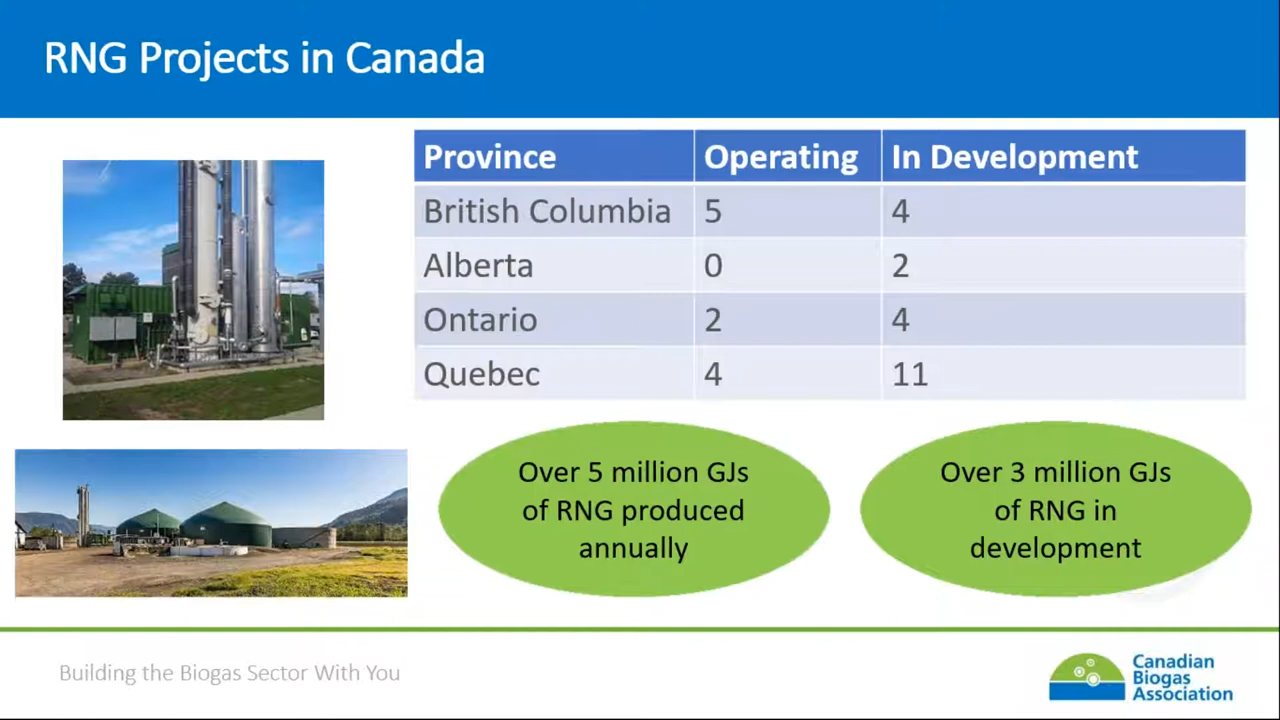 RNG Projects in Canada
Province Operating In Development
British Columbia 5 4
Alberta 0 2
Ontario 2 4
Quebec 4 11
Over 5 million GJs
of RNG produced
annually
Over 3 million GJs
of RNG in
development
Building the Biogas Sector With You
Canadian
Biogas
Association